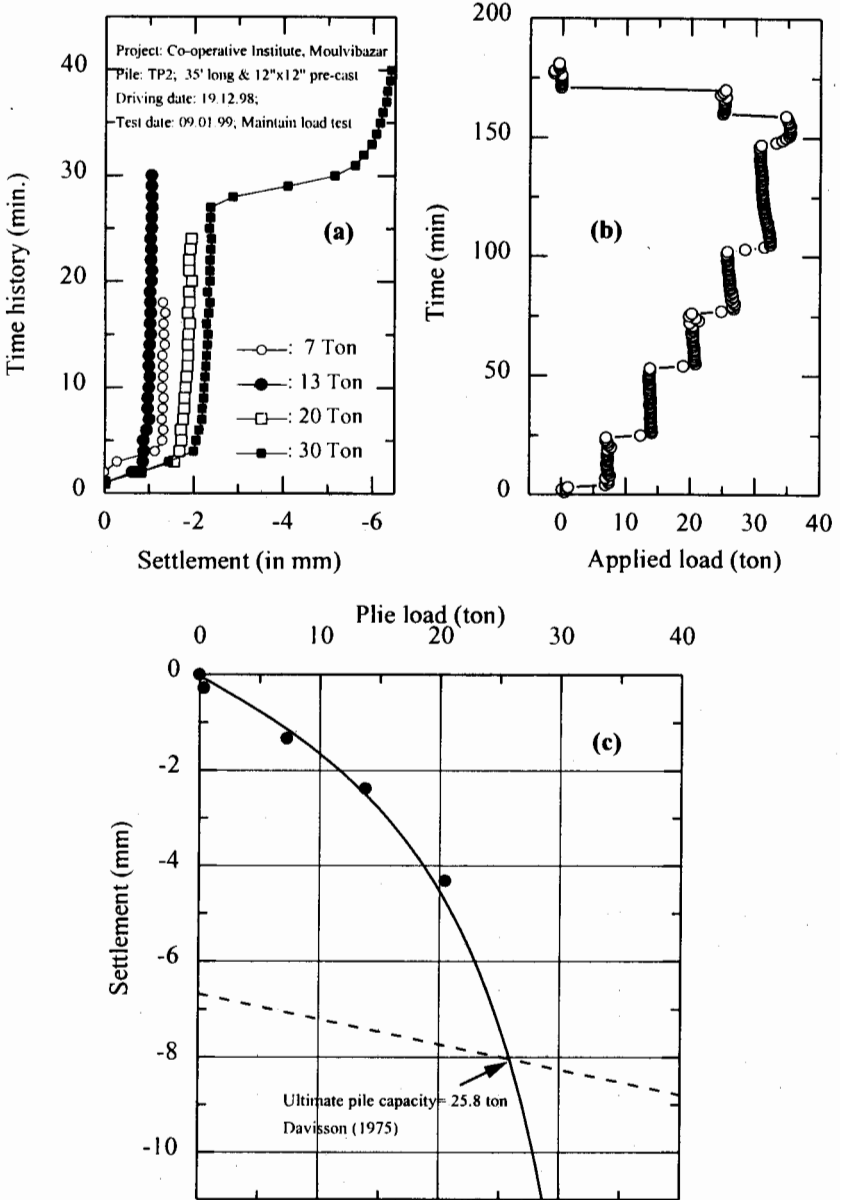 Project: Co-operative Institute, Moulvibazar
Pile: TP2; 35' long & 12"x12" pre-cast
Driving date: 19.12.98;
Test date: 09.01.99; Maintain load test
40
30
20
10
0
Time history (min.)
(a)
○: 7 Ton
●: 13 Ton
□: 20 Ton
■: 30 Ton
0
-2
-4
-6
Settlement (in mm)
200
150
100
50
0
Time (min)
(b)
0
10
20
30
40
Applied load (ton)
Plie load (ton)
0
10
20
30
40
0
-2
-4
-6
-8
-10
Settlement (mm)
(c)
Ultimate pile capacity= 25.8 ton
Davisson (1975)